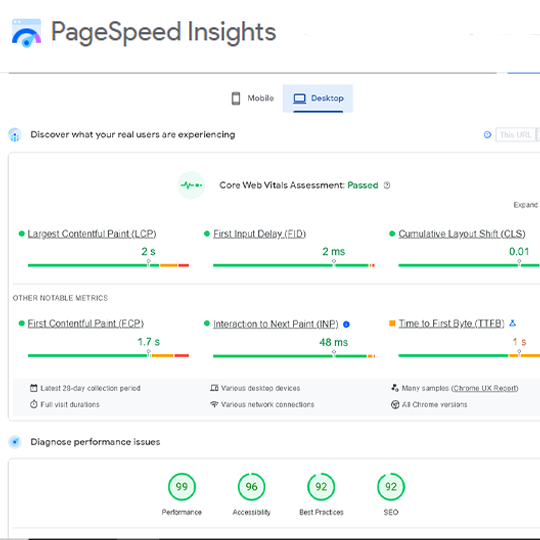 PageSpeed Insights
Mobile Desktop
Discover what your real users are experiencing This URL
Core Web Vitals Assessment: Passed
Expand
Largest Contentful Paint (LCP) First Input Delay (FID) Cumulative Layout Shift (CLS)
2 s 2 ms 0.01
OTHER NOTABLE METRICS
First Contentful Paint (FCP) Interaction to Next Paint (INP) Time to First Byte (TTFB)
1.7 s 48 ms 1 s
Latest 28-day collection period Various desktop devices Many samples (Chrome UX Report)
Full visit durations Various network connections All Chrome versions
Diagnose performance issues
99 96 92 92
Performance Accessibility Best Practices SEO